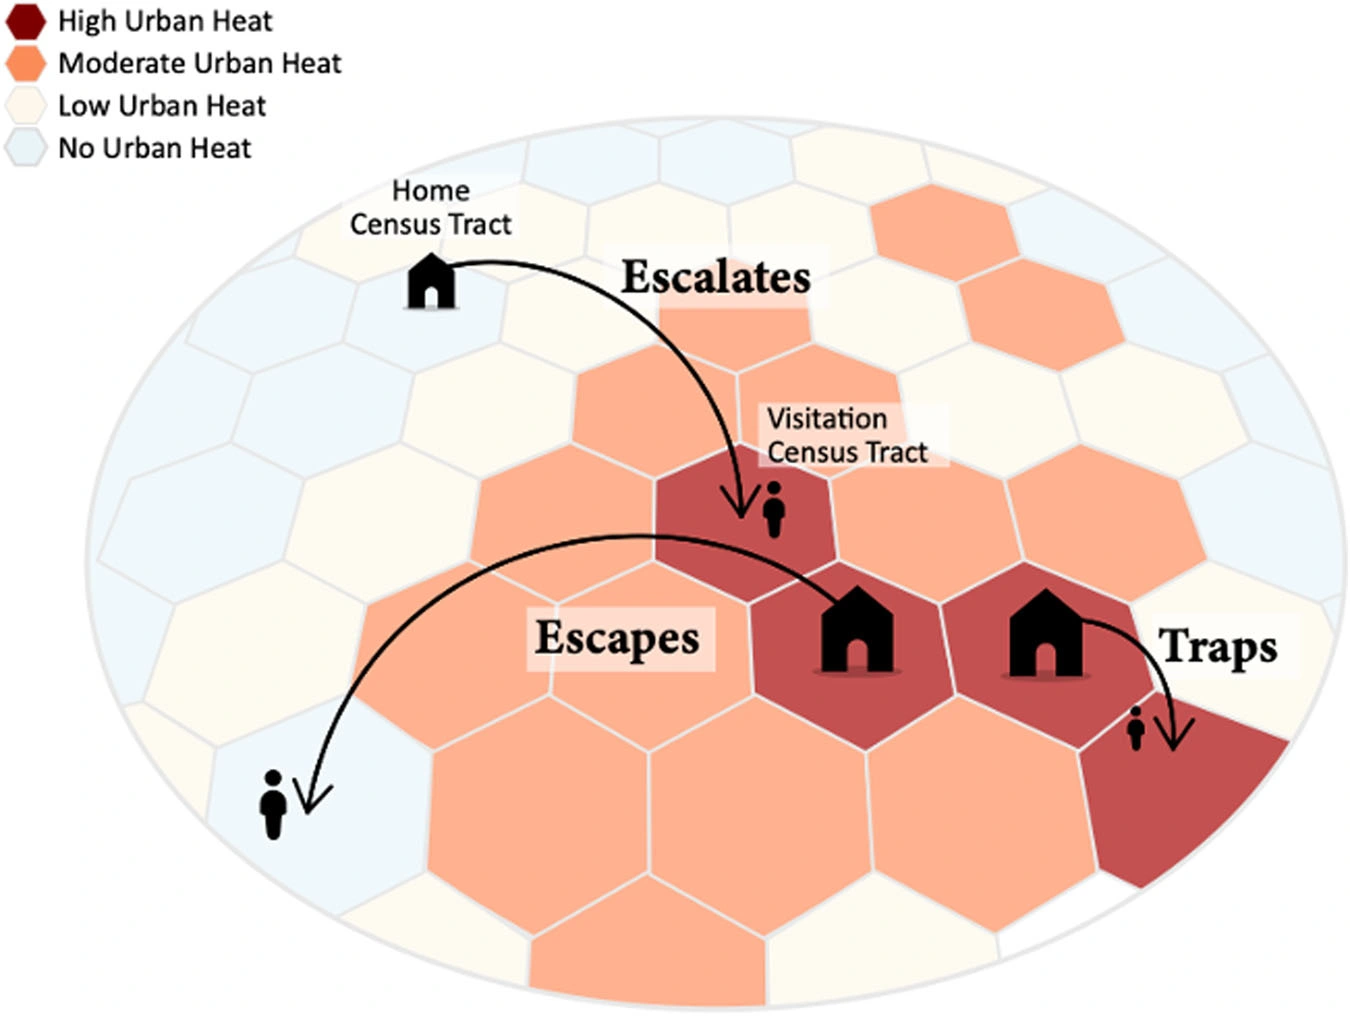 High Urban Heat
Moderate Urban Heat
Low Urban Heat
No Urban Heat
Home
Census Tract
Escalates
Visitation
Census Tract
Escapes
Traps